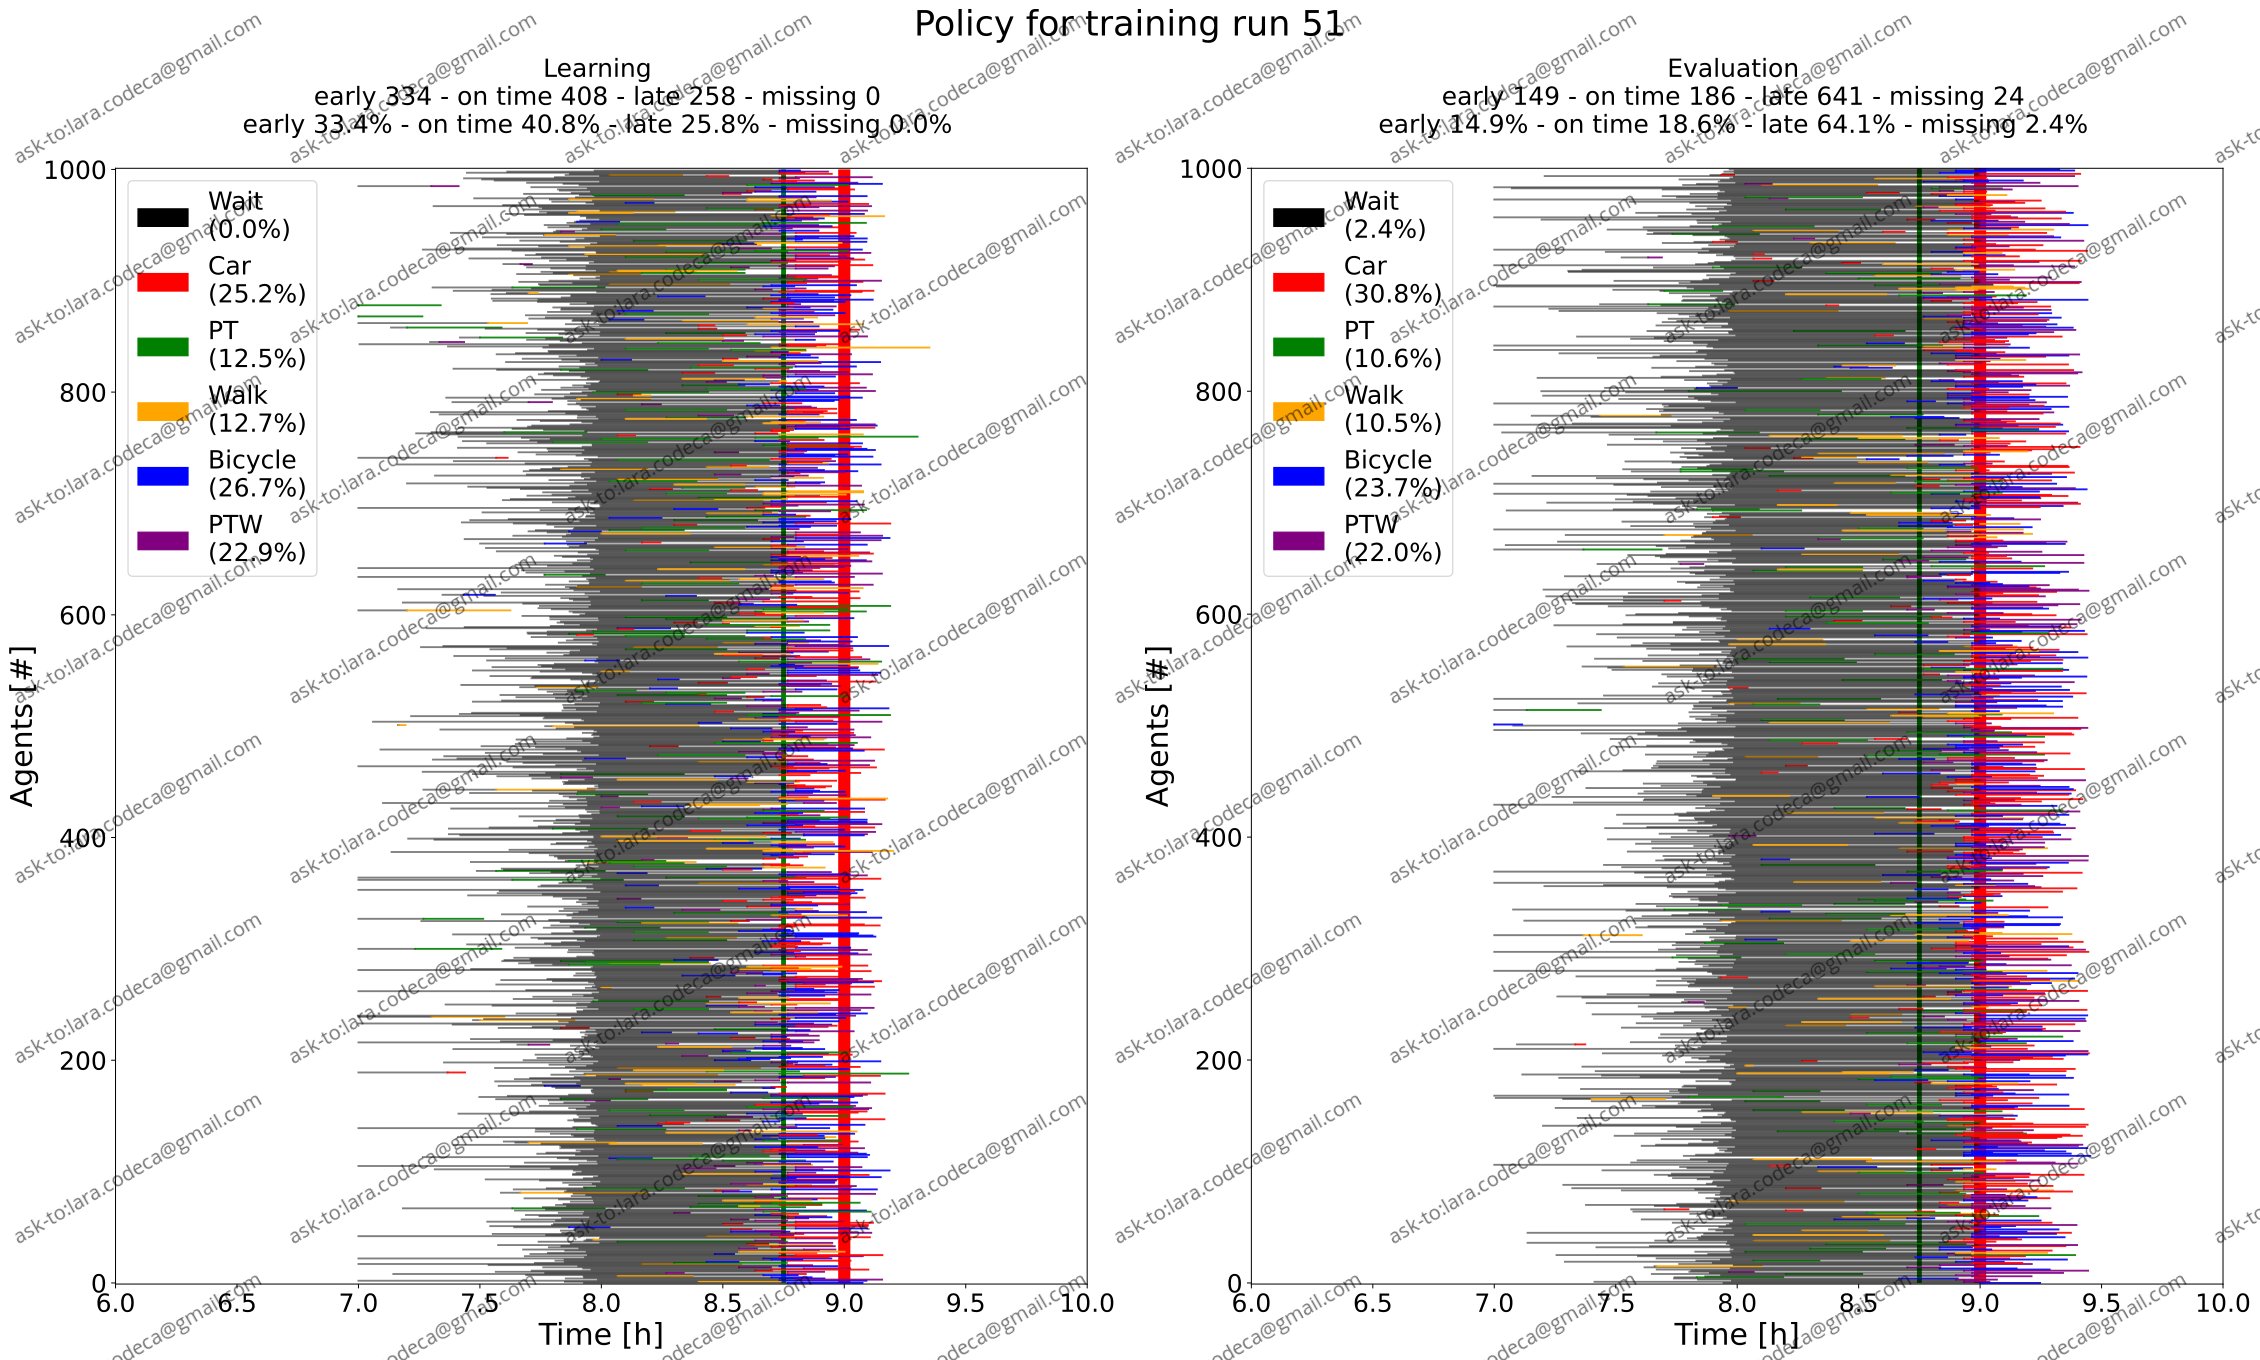 Policy for training run 51
Learning
early 334 - on time 408 - late 258 - missing 0
early 33.4% - on time 40.8% - late 25.8% - missing 0.0%
Evaluation
early 149 - on time 186 - late 641 - missing 24
early 14.9% - on time 18.6% - late 64.1% - missing 2.4%
Agents [#]
1000
800
600
400
200
0
Wait
(0.0%)
Car
(25.2%)
PT
(12.5%)
Walk
(12.7%)
Bicycle
(26.7%)
PTW
(22.9%)
6.0 6.5 7.0 7.5 8.0 8.5 9.0 9.5 10.0
Time [h]
Agents [#]
1000
800
600
400
200
0
Wait
(2.4%)
Car
(30.8%)
PT
(10.6%)
Walk
(10.5%)
Bicycle
(23.7%)
PTW
(22.0%)
6.0 6.5 7.0 7.5 8.0 8.5 9.0 9.5 10.0
Time [h]
ask-to:lara.codeca@gmail.com